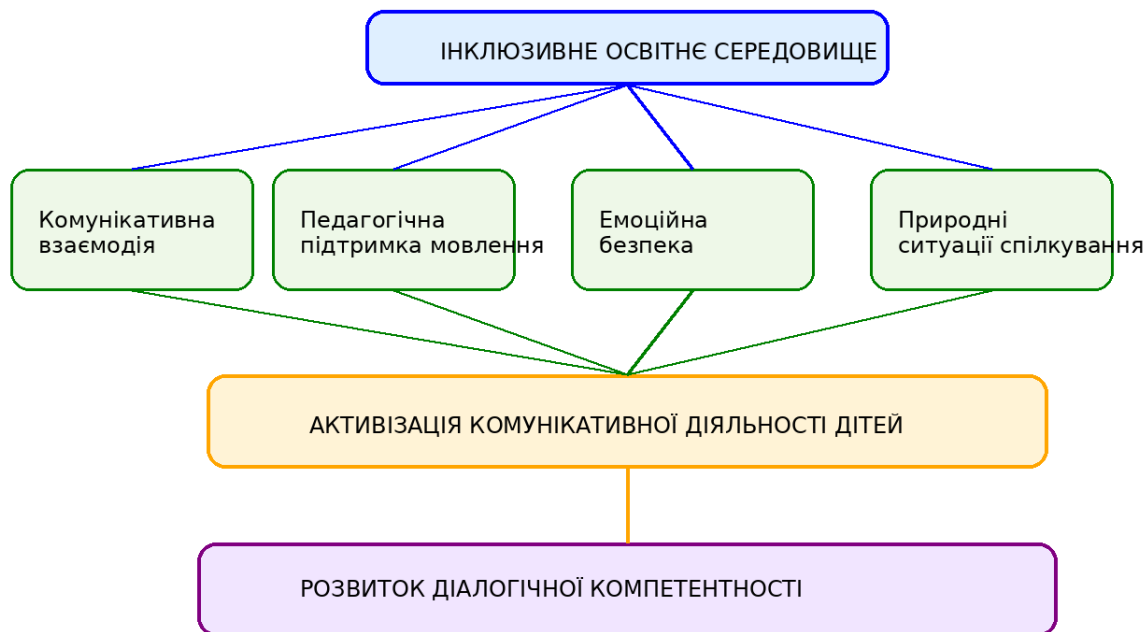 ІНКЛЮЗИВНЕ ОСВІТНЄ СЕРЕДОВИЩЕ
Комунікативна
взаємодія
Педагогічна
підтримка мовлення
Емоційна
безпека
Природні
ситуації спілкування
АКТИВІЗАЦІЯ КОМУНІКАТИВНОЇ ДІЯЛЬНОСТІ ДІТЕЙ
РОЗВИТОК ДІАЛОГІЧНОЇ КОМПЕТЕНТНОСТІ